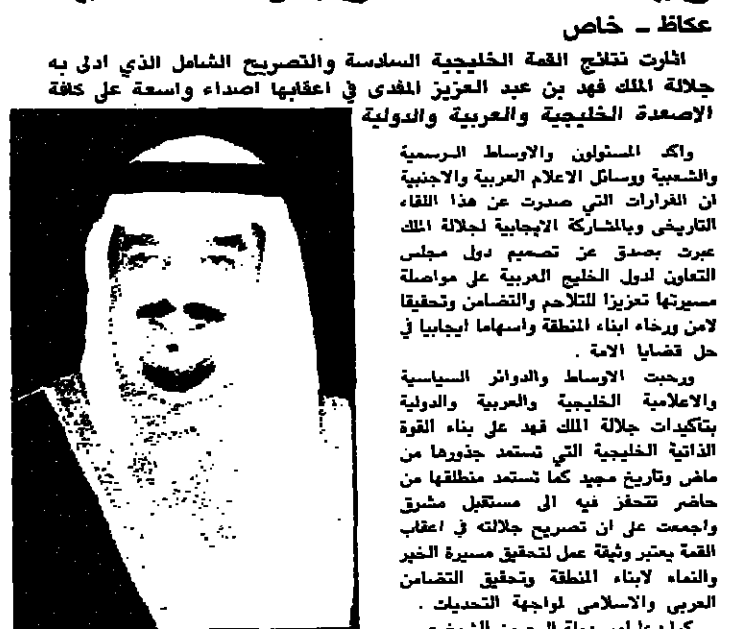 عكاظ ـ خاص
اثارت نتائج القمة الخليجية السادسة والتصريح الشامل الذي ادلى به
جلالة الملك فهد بن عبد العزيز المفدى في اعقابها اصداء واسعة على كافة
الاصعدة الخليجية والعربية والدولية
واكد المسئولون والاوساط الرسمية
والشعبية ووسائل الاعلام العربية والاجنبية
ان القرارات التي صدرت عن هذا اللقاء
التاريخى وبالمشاركة الايجابية لجلالة الملك
عبرت بصدق عن تصميم دول مجلس
التعاون لدول الخليج العربية على مواصلة
مسيرتها تعزيزا للتلاحم والتضامن وتحقيقا
لامن ورخاء ابناء المنطقة واسهاما ايجابيا في
حل قضايا الامة .
ورحبت الاوساط والدوائر السياسية
والاعلامية الخليجية والعربية والدولية
بتأكيدات جلالة الملك فهد على بناء القوة
الذاتية الخليجية التي تستمد جذورها من
ماض وتاريخ مجيد كما تستمد منطلقها من
حاضر تتحفز فيه الى مستقبل مشرق
واجمعت على ان تصريح جلالته في اعقاب
القمة يعتبر وثيقة عمل لتحقيق مسيرة الخير
والنماء لابناء المنطقة وتحقيق التضامن
العربي والاسلامى لمواجهة التحديات .